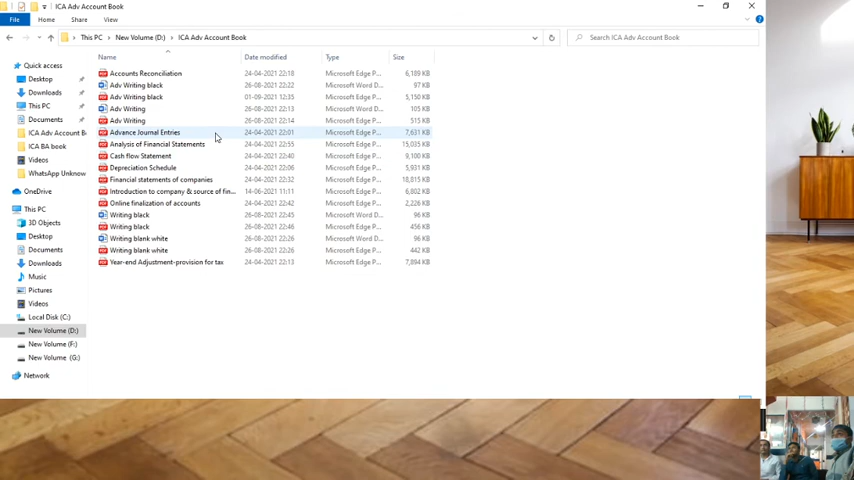 ICA Adv Account Book
File Home Share View
This PC New Volume (D:) ICA Adv Account Book
Search ICA Adv Account Book
Name Date modified Type Size
Quick access
Desktop
Downloads
This PC
Documents
ICA Adv Account B
ICA BA book
Videos
WhatsApp Unknow
OneDrive
This PC
3D Objects
Desktop
Documents
Downloads
Music
Pictures
Videos
Local Disk (C:)
New Volume (D:)
New Volume (F:)
New Volume (G:)
Network
Accounts Reconciliation 24-04-2021 22:18 Microsoft Edge P... 6,189 KB
Adv Writing black 26-08-2021 22:22 Microsoft Word D... 97 KB
Adv Writing black 01-09-2021 12:35 Microsoft Edge P... 5,150 KB
Adv Writing 26-08-2021 22:13 Microsoft Word D... 105 KB
Adv Writing 26-08-2021 22:14 Microsoft Edge P... 515 KB
Advance Journal Entries 24-04-2021 22:01 Microsoft Edge P... 7,631 KB
Analysis of Financial Statements 24-04-2021 22:55 Microsoft Edge P... 15,035 KB
Cash flow Statement 24-04-2021 22:40 Microsoft Edge P... 9,100 KB
Depreciation Schedule 24-04-2021 22:06 Microsoft Edge P... 5,931 KB
Financial statements of companies 24-04-2021 22:32 Microsoft Edge P... 18,815 KB
Introduction to company & source of fin... 14-06-2021 11:11 Microsoft Edge P... 6,802 KB
Online finalization of accounts 24-04-2021 22:42 Microsoft Edge P... 2,226 KB
Writing black 26-08-2021 22:45 Microsoft Word D... 96 KB
Writing black 26-08-2021 22:46 Microsoft Edge P... 456 KB
Writing blank white 26-08-2021 22:26 Microsoft Word D... 96 KB
Writing blank white 26-08-2021 22:26 Microsoft Edge P... 442 KB
Year-end Adjustment-provision for tax 24-04-2021 22:13 Microsoft Edge P... 7,894 KB